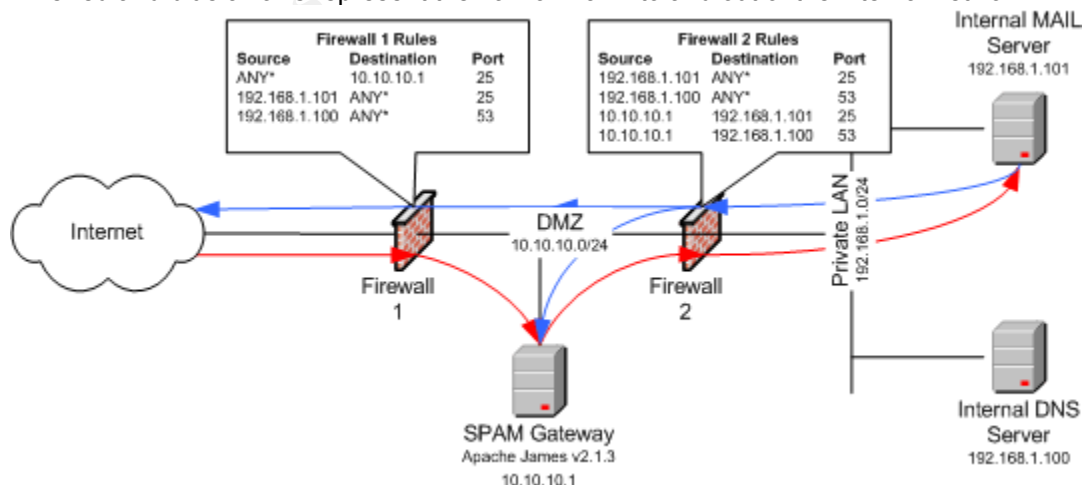 Firewall 1 Rules
Source Destination Port
ANY* 10.10.10.1 25
192.168.1.101 ANY* 25
192.168.1.100 ANY* 53
Firewall 2 Rules
Source Destination Port
192.168.1.101 ANY* 25
192.168.1.100 ANY* 53
10.10.10.1 192.168.1.101 25
10.10.10.1 192.168.1.100 53
Internal MAIL
Server
192.168.1.101
Internet
DMZ
10.10.10.0/24
Firewall
1
Firewall
2
Private LAN
192.168.1.0/24
SPAM Gateway
Apache James v2.1.3
10.10.10.1
Internal DNS
Server
192.168.1.100